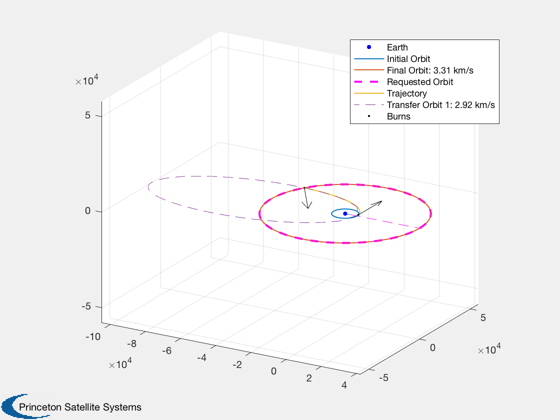 ×10⁴
5
0
-5
Earth
Initial Orbit
Final Orbit: 3.31 km/s
Requested Orbit
Trajectory
Transfer Orbit 1: 2.92 km/s
Burns
-10
-8
-6
-4
-2
0
2
4
×10⁴
5
0
-5
×10⁴
Princeton Satellite Systems